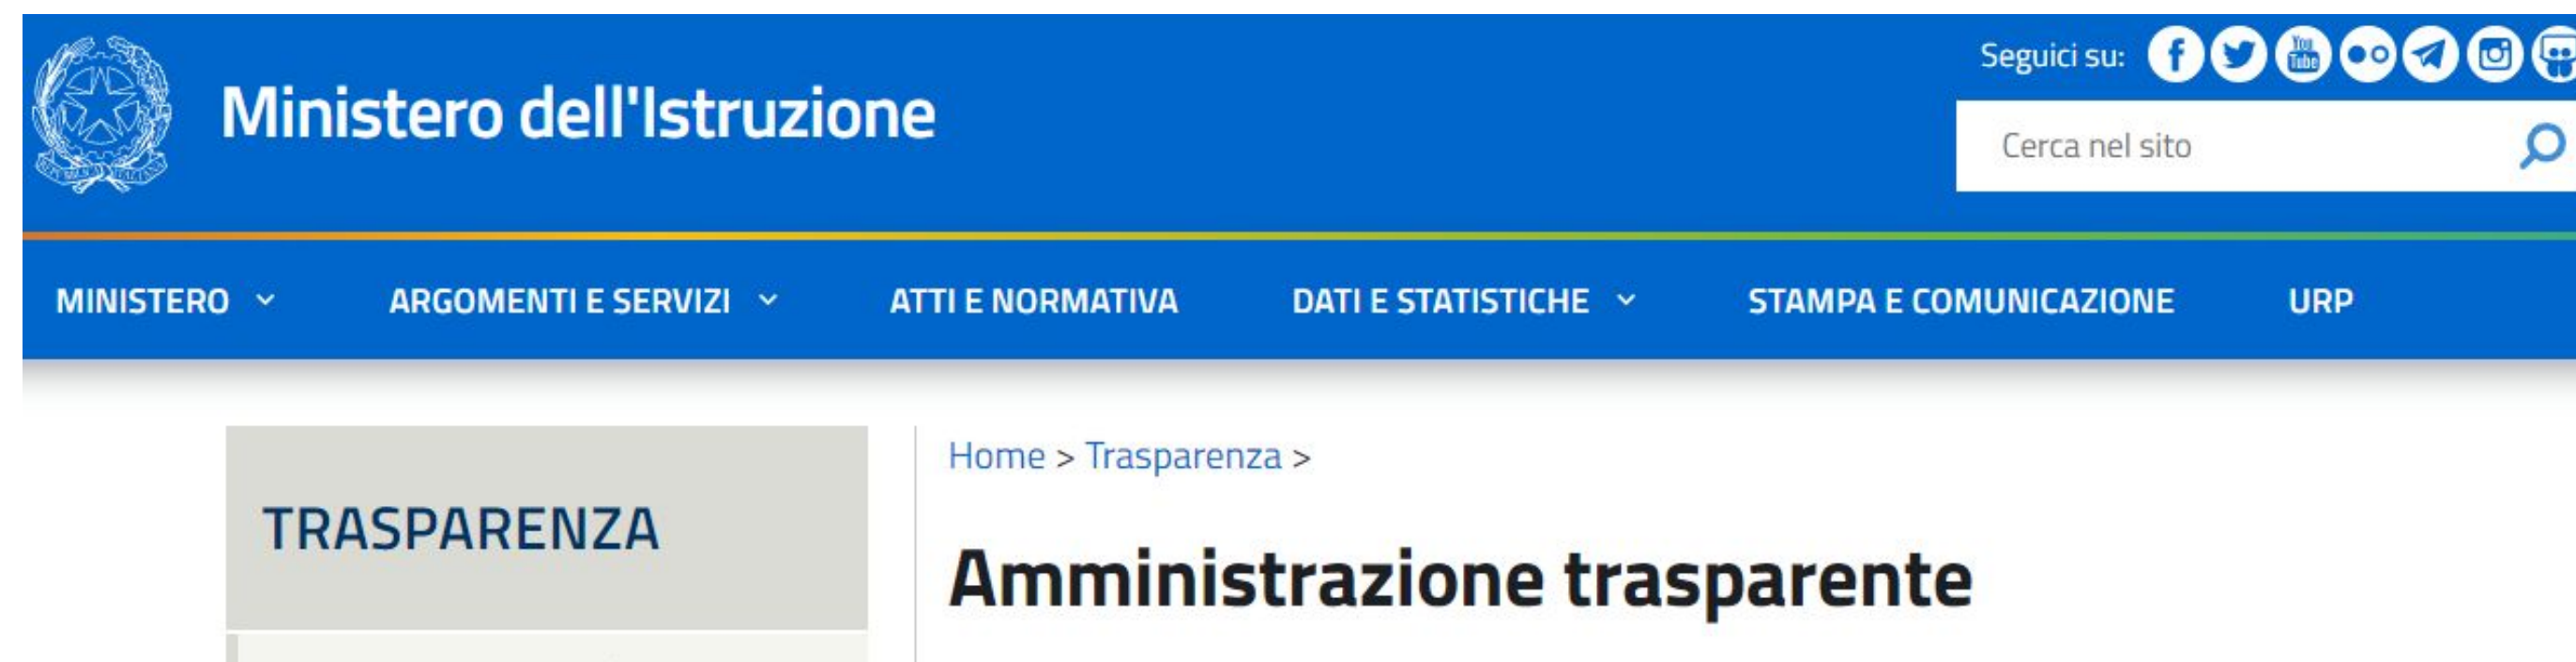 Seguici su:
Ministero dell'Istruzione
Cerca nel sito
MINISTERO
ARGOMENTI E SERVIZI
ATTI E NORMATIVA
DATI E STATISTICHE
STAMPA E COMUNICAZIONE
URP
TRASPARENZA
Home > Trasparenza >
Amministrazione trasparente